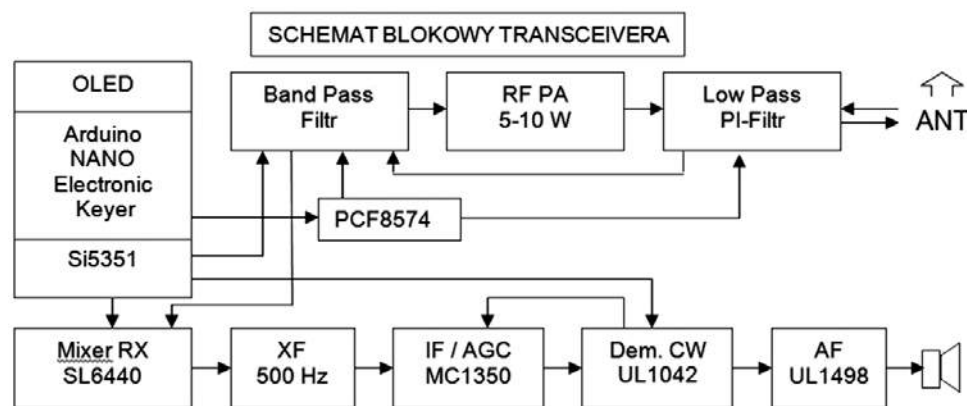 SCHEMAT BLOKOWY TRANSCEIVERA
OLED
Arduino
NANO
Electronic
Keyer
Si5351
Band Pass
Filtr
RF PA
5-10 W
Low Pass
PI-Filtr
ANT
PCF8574
Mixer RX
SL6440
XF
500 Hz
IF / AGC
MC1350
Dem. CW
UL1042
AF
UL1498